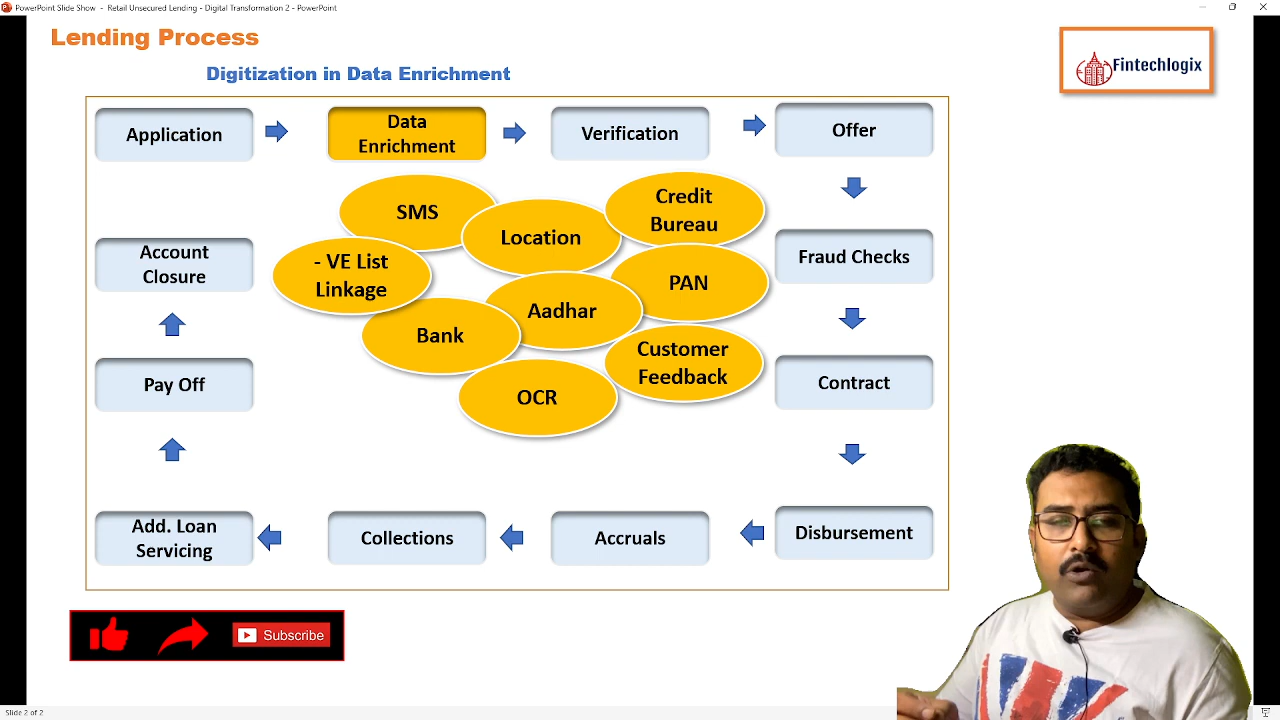 PowerPoint Slide Show - Retail Unsecured Lending - Digital Transformation 2 - PowerPoint
Lending Process
Digitization in Data Enrichment
Fintechlogix
Application
Data
Enrichment
Verification
Offer
SMS
Location
Credit
Bureau
Account
Closure
- VE List
Linkage
Fraud Checks
PAN
Aadhar
Bank
Customer
Feedback
Pay Off
OCR
Contract
Add. Loan
Servicing
Collections
Accruals
Disbursement
Subscribe
Slide 2 of 2